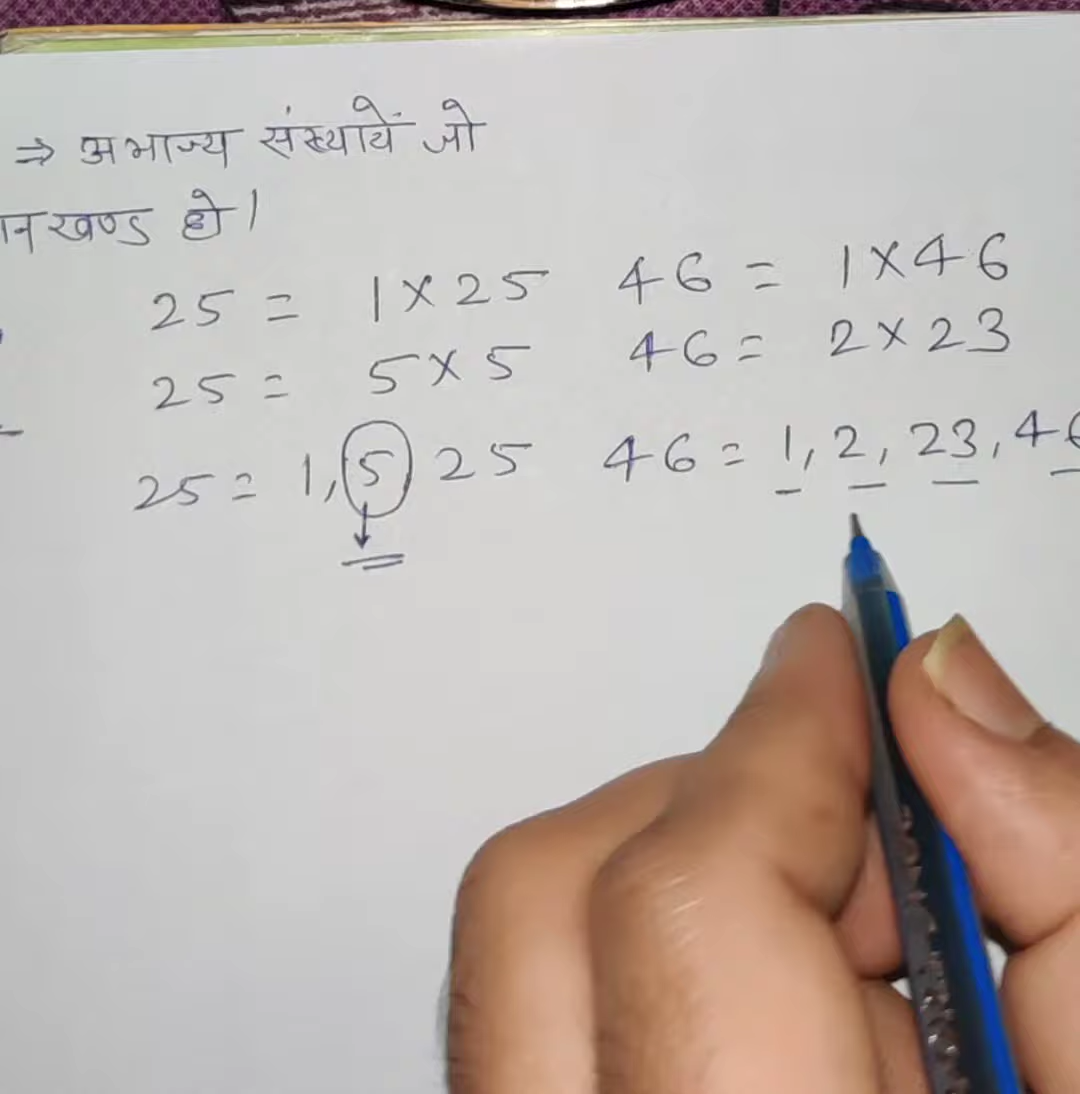 ⇒ अभाज्य संख्यायें जो
नखण्ड हो।
25 = 1×25 46 = 1×46
25 = 5×5 46 = 2×23
25 = 1, 5 25 46 = 1, 2, 23, 46